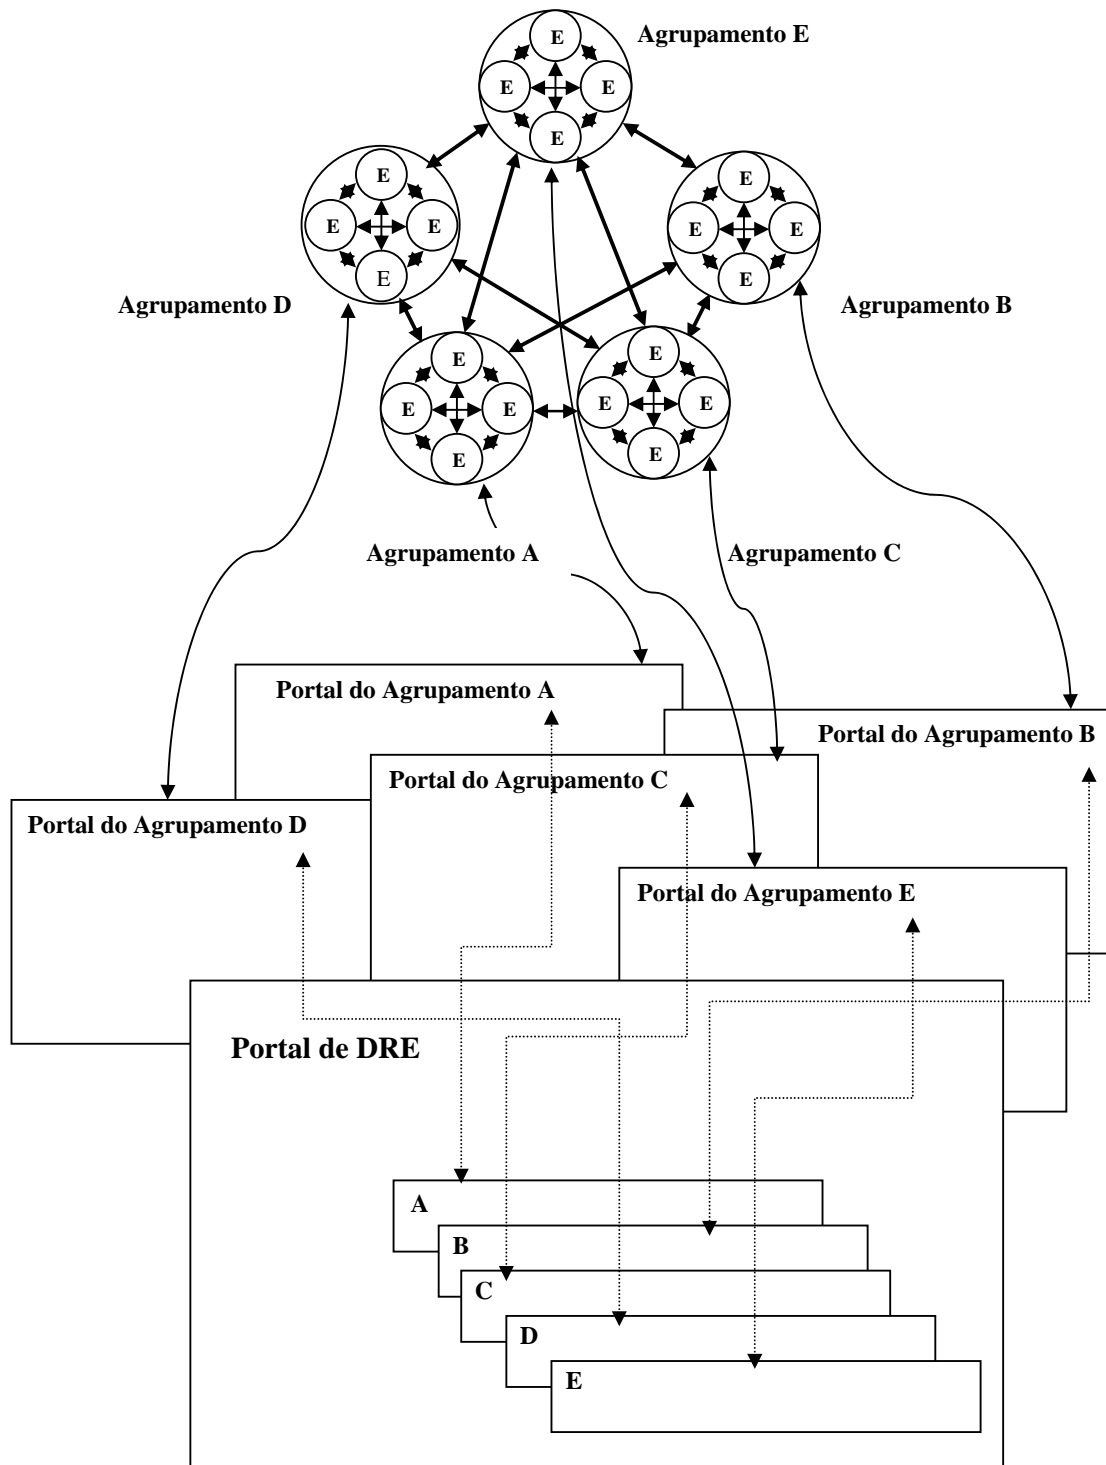 E
Agrupamento E
E
E
E
E
E
E
E
E
E
E
E
Agrupamento D
Agrupamento B
E
E
E
E
E
E
E
E
Agrupamento A
Agrupamento C
Portal do Agrupamento A
Portal do Agrupamento B
Portal do Agrupamento C
Portal do Agrupamento D
Portal do Agrupamento E
Portal de DRE
A
B
C
D
E